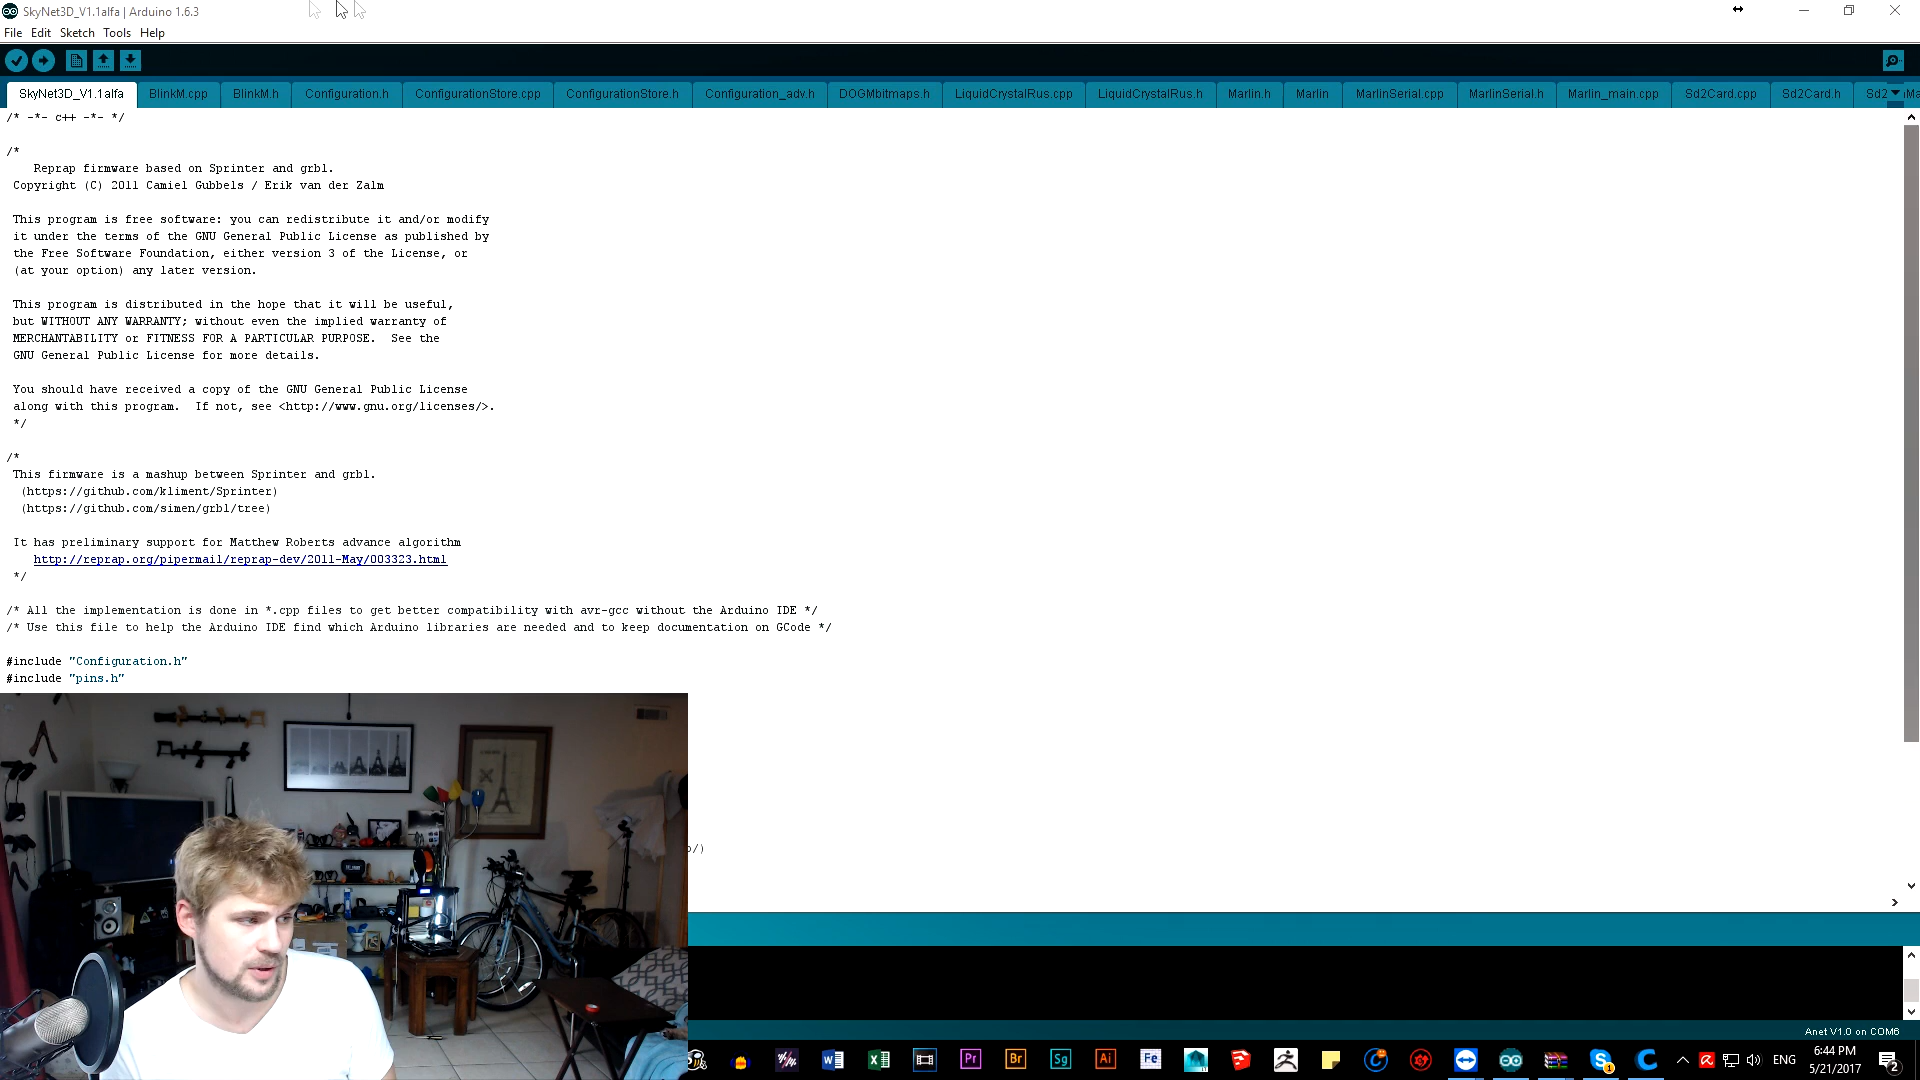 SkyNet3D_V1.1alfa | Arduino 1.6.3
File Edit Sketch Tools Help
SkyNet3D_V1.1alfa BlinkM.cpp BlinkM.h Configuration.h ConfigurationStore.cpp ConfigurationStore.h Configuration_adv.h DOGMbitmaps.h LiquidCrystalRus.cpp LiquidCrystalRus.h Marlin.h Marlin MarlinSerial.cpp MarlinSerial.h Marlin_main.cpp Sd2Card.cpp Sd2Card.h Sd2
/* -*- c++ -*- */
/*
Reprap firmware based on Sprinter and grbl.
Copyright (C) 2011 Camiel Gubbels / Erik van der Zalm
This program is free software: you can redistribute it and/or modify
it under the terms of the GNU General Public License as published by
the Free Software Foundation, either version 3 of the License, or
(at your option) any later version.
This program is distributed in the hope that it will be useful,
but WITHOUT ANY WARRANTY; without even the implied warranty of
MERCHANTABILITY or FITNESS FOR A PARTICULAR PURPOSE.  See the
GNU General Public License for more details.
You should have received a copy of the GNU General Public License
along with this program.  If not, see <http://www.gnu.org/licenses/>.
*/
/*
This firmware is a mashup between Sprinter and grbl.
(https://github.com/kliment/Sprinter)
(https://github.com/simen/grbl/tree)
It has preliminary support for Matthew Roberts advance algorithm
http://reprap.org/pipermail/reprap-dev/2011-May/003323.html
*/
/* All the implementation is done in *.cpp files to get better compatibility with avr-gcc without the Arduino IDE */
/* Use this file to help the Arduino IDE find which Arduino libraries are needed and to keep documentation on GCode */
#include "Configuration.h"
#include "pins.h"
/)
Anet V1.0 on COM6
Pr Br Sg Ai Fe
ENG
6:44 PM
5/21/2017
2